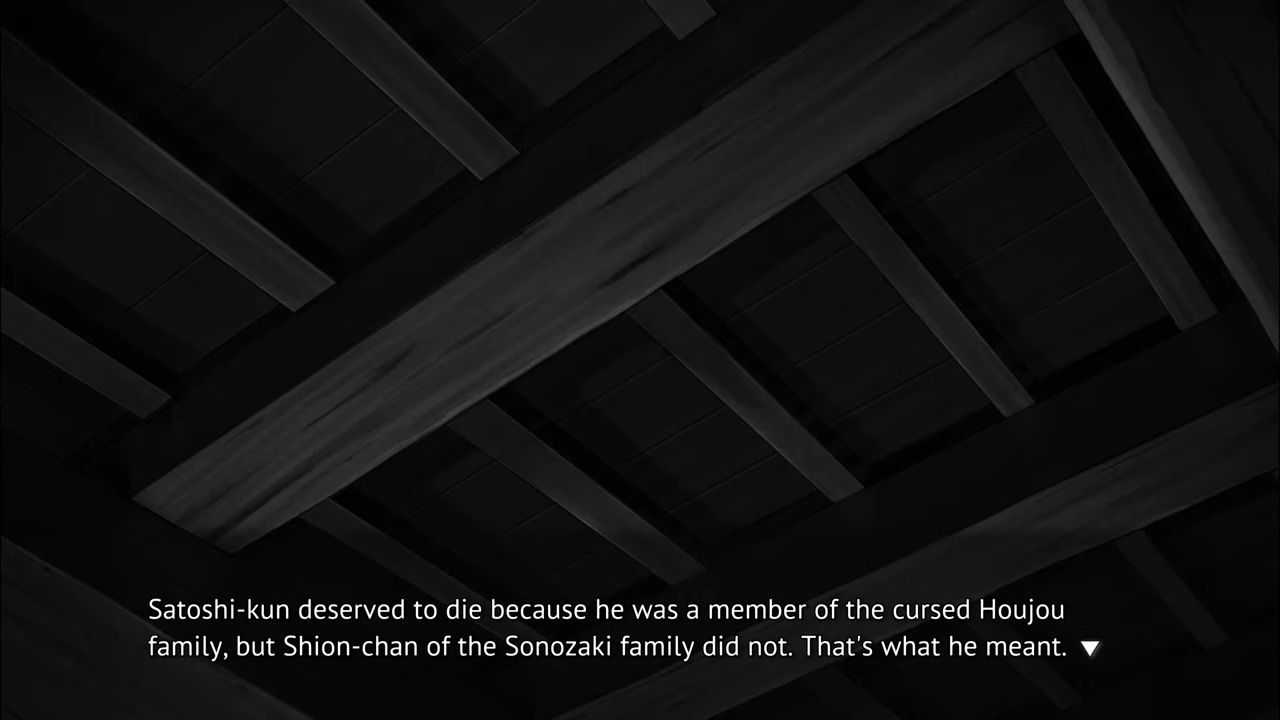 Satoshi-kun deserved to die because he was a member of the cursed Houjou
family, but Shion-chan of the Sonozaki family did not. That's what he meant.